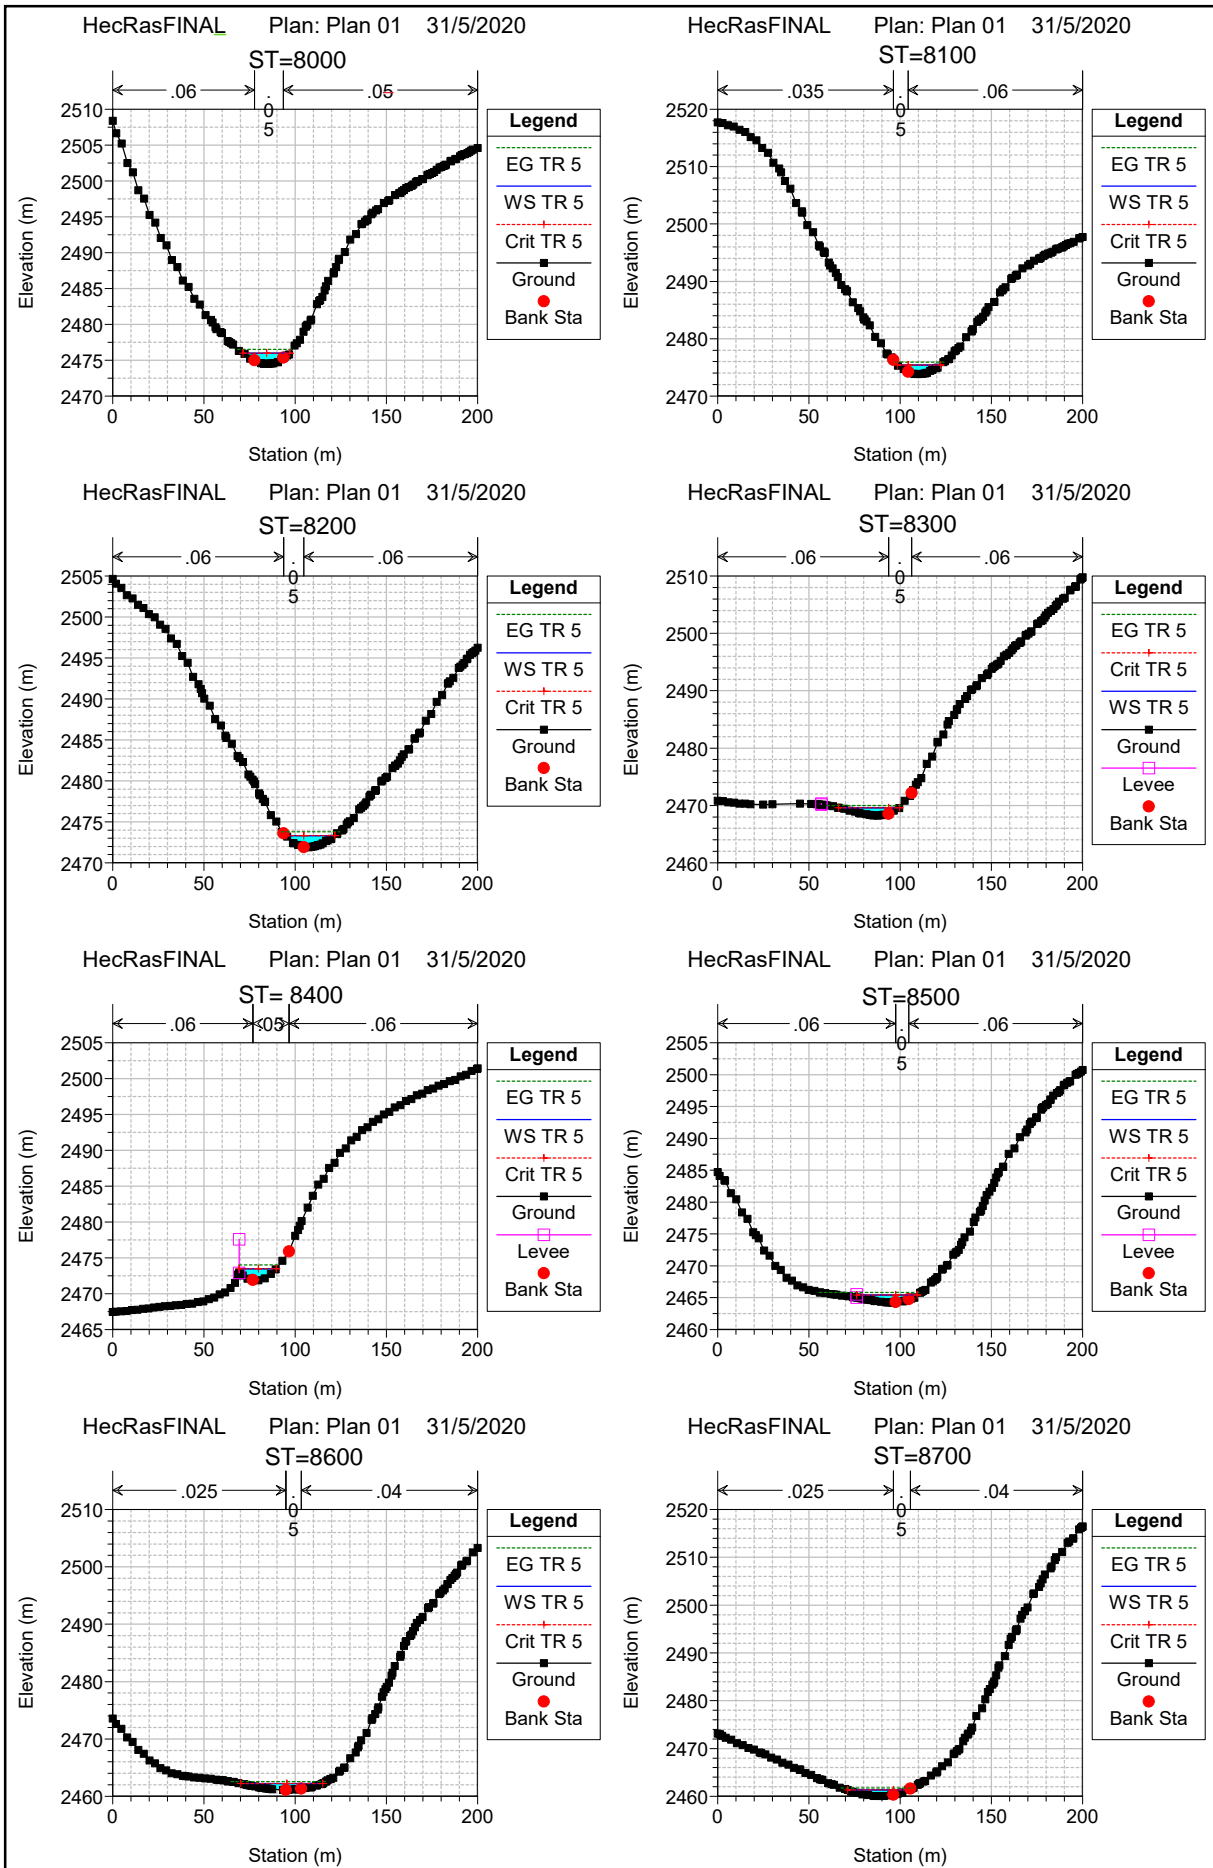 HecRasFINAL Plan: Plan 01 31/5/2020
ST=8000
.06 .05 .05
Legend
EG TR 5
WS TR 5
Crit TR 5
Ground
Bank Sta
2510
2505
2500
2495
2490
2485
2480
2475
2470
Elevation (m)
0 50 100 150 200
Station (m)
HecRasFINAL Plan: Plan 01 31/5/2020
ST=8100
.035 .05 .06
Legend
EG TR 5
WS TR 5
Crit TR 5
Ground
Bank Sta
2520
2510
2500
2490
2480
2470
Elevation (m)
0 50 100 150 200
Station (m)
HecRasFINAL Plan: Plan 01 31/5/2020
ST=8200
.06 .05 .06
Legend
EG TR 5
WS TR 5
Crit TR 5
Ground
Bank Sta
2505
2500
2495
2490
2485
2480
2475
2470
Elevation (m)
0 50 100 150 200
Station (m)
HecRasFINAL Plan: Plan 01 31/5/2020
ST=8300
.06 .05 .06
Legend
EG TR 5
Crit TR 5
WS TR 5
Ground
Levee
Bank Sta
2510
2500
2490
2480
2470
2460
Elevation (m)
0 50 100 150 200
Station (m)
HecRasFINAL Plan: Plan 01 31/5/2020
ST= 8400
.06 .05 .06
Legend
EG TR 5
WS TR 5
Crit TR 5
Ground
Levee
Bank Sta
2505
2500
2495
2490
2485
2480
2475
2470
2465
Elevation (m)
0 50 100 150 200
Station (m)
HecRasFINAL Plan: Plan 01 31/5/2020
ST=8500
.06 .05 .06
Legend
EG TR 5
WS TR 5
Crit TR 5
Ground
Levee
Bank Sta
2505
2500
2495
2490
2485
2480
2475
2470
2465
2460
Elevation (m)
0 50 100 150 200
Station (m)
HecRasFINAL Plan: Plan 01 31/5/2020
ST=8600
.025 .05 .04
Legend
EG TR 5
WS TR 5
Crit TR 5
Ground
Bank Sta
2510
2500
2490
2480
2470
2460
Elevation (m)
0 50 100 150 200
Station (m)
HecRasFINAL Plan: Plan 01 31/5/2020
ST=8700
.025 .05 .04
Legend
EG TR 5
WS TR 5
Crit TR 5
Ground
Bank Sta
2520
2510
2500
2490
2480
2470
2460
Elevation (m)
0 50 100 150 200
Station (m)